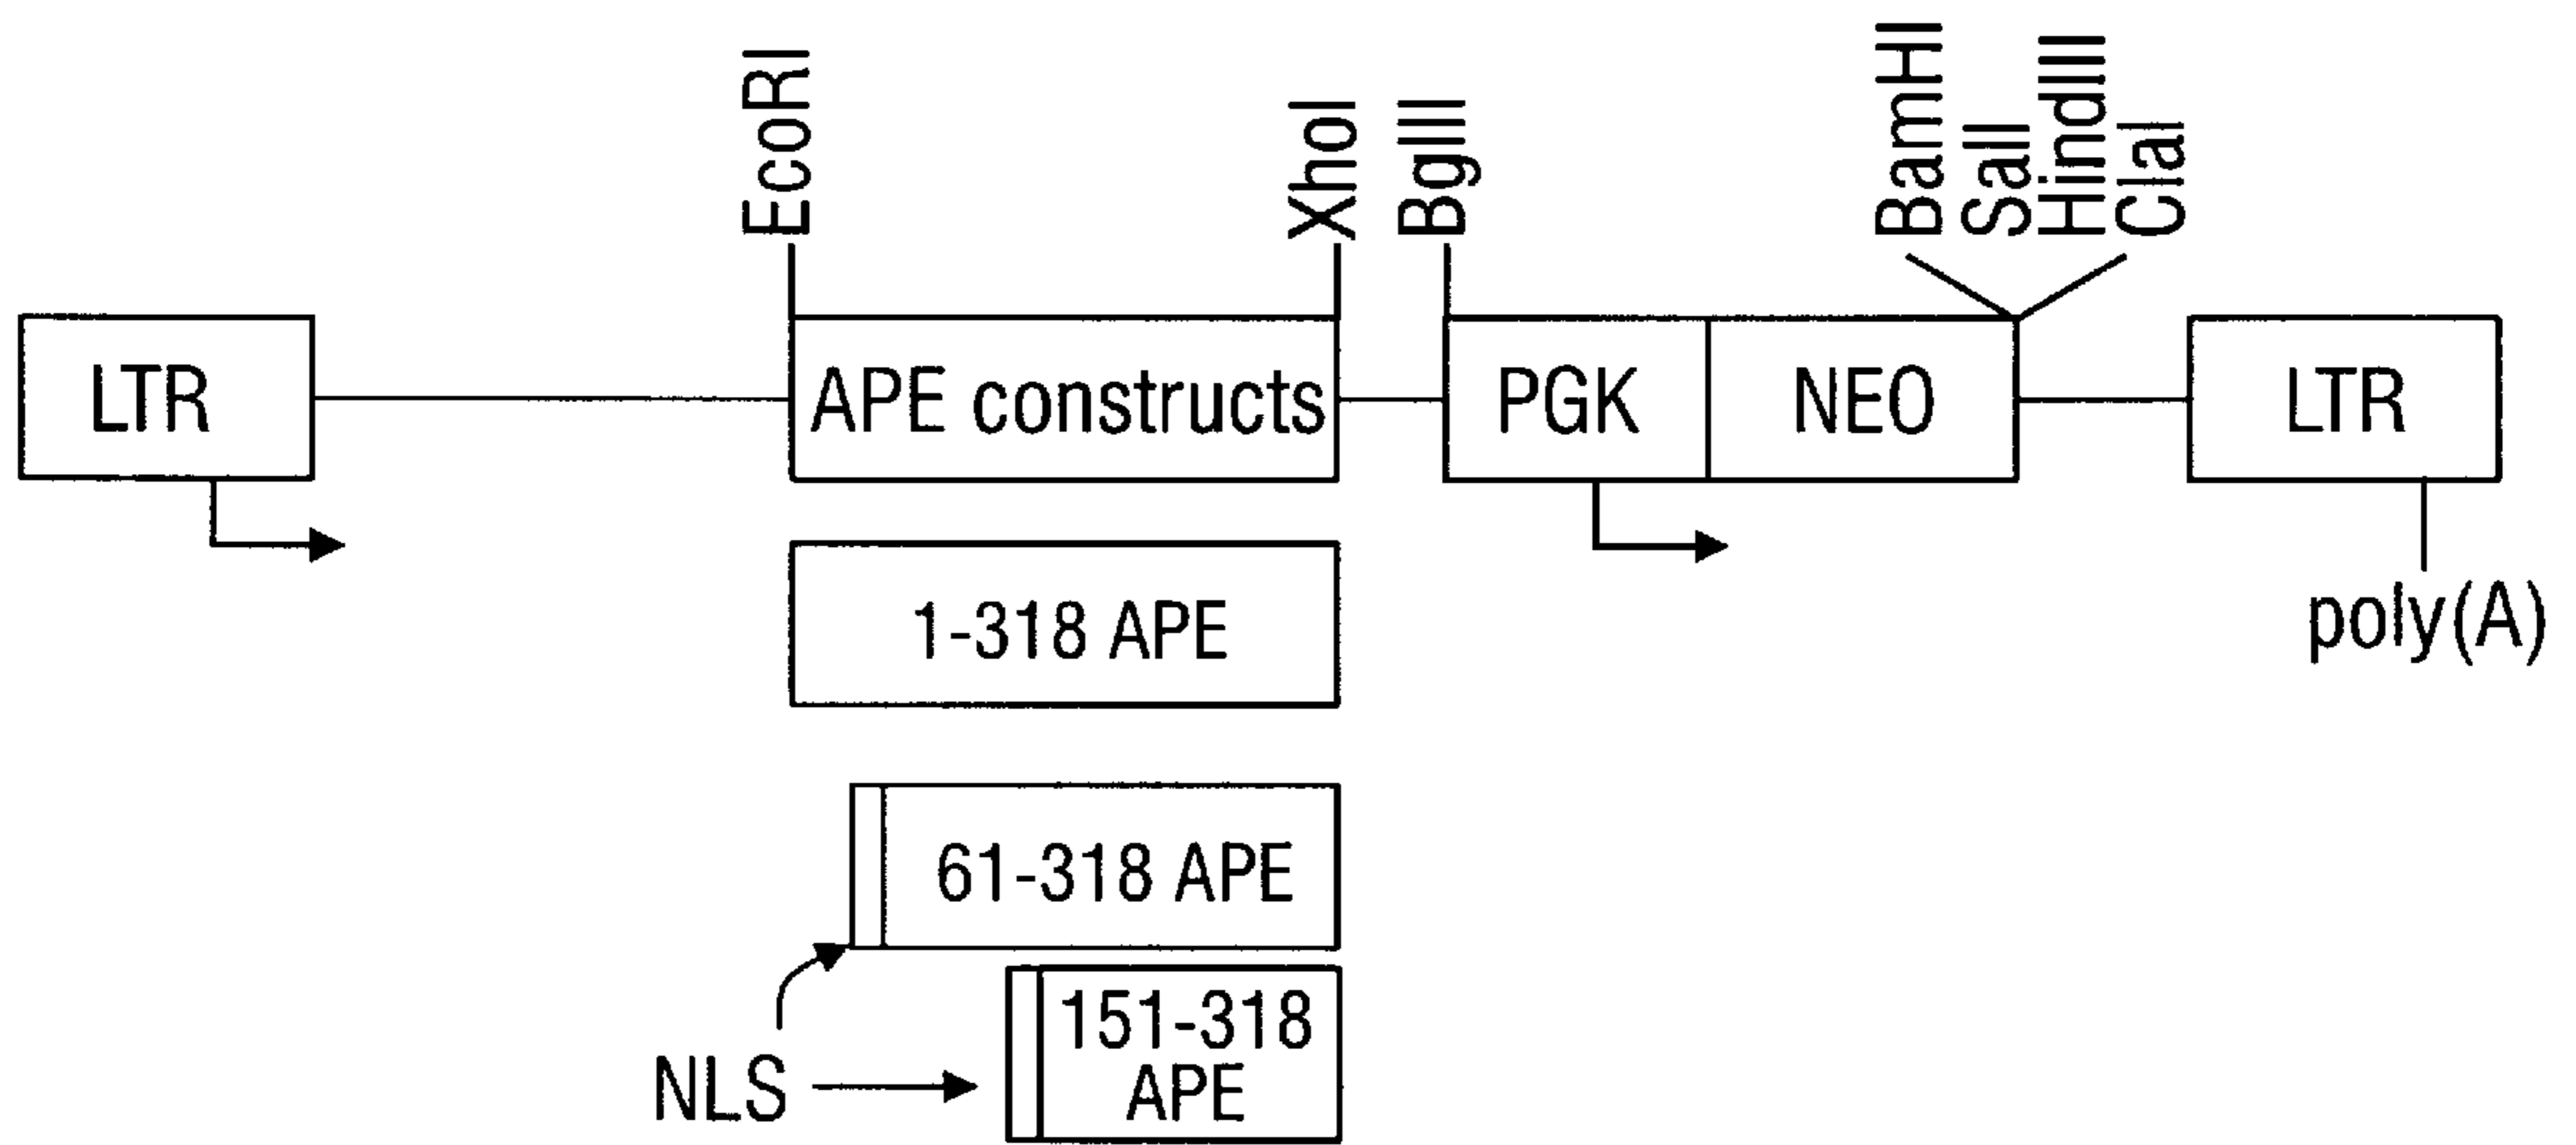 EcoRI
XhoI
BglII
BamHI
SalI
HindIII
ClaI
LTR
APE constructs
PGK
NEO
LTR
poly(A)
1-318 APE
61-318 APE
NLS
151-318
APE